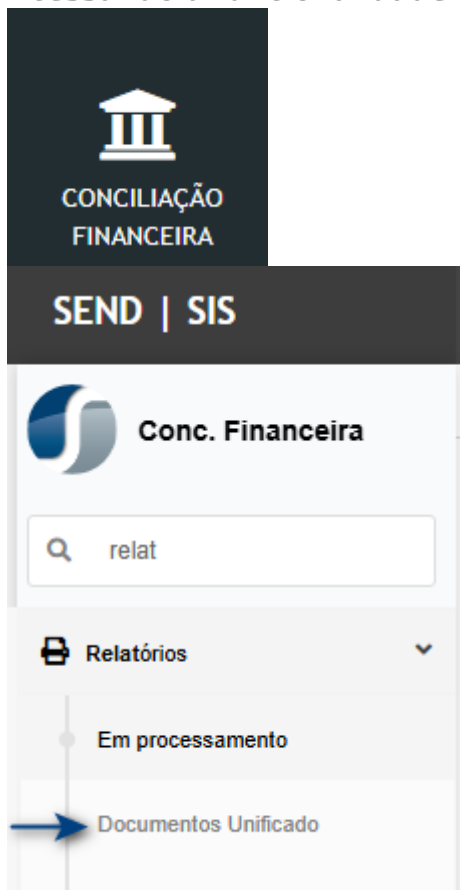 CONCILIAÇÃO
FINANCEIRA
SEND | SIS
Conc. Financeira
relat
Relatórios
Em processamento
Documentos Unificado